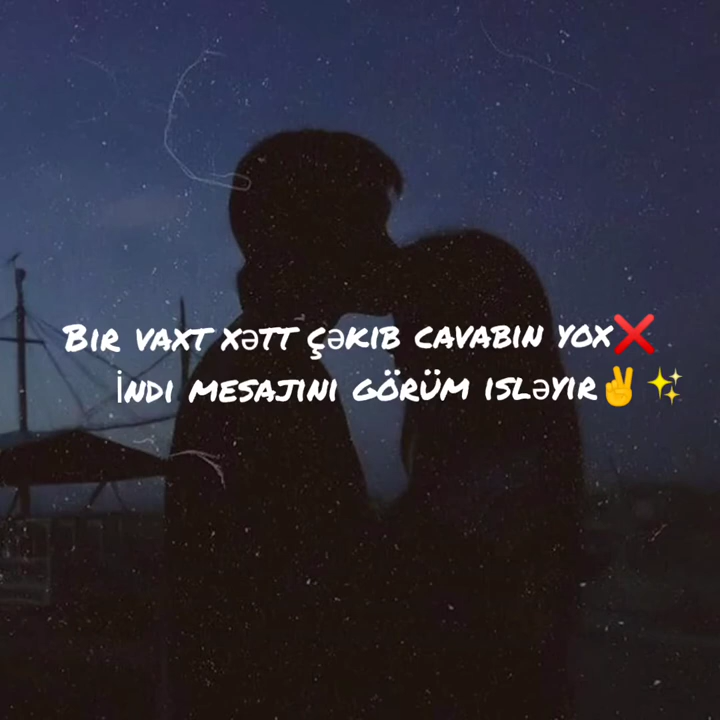 Bir vaxt xətt çəkib cavabın yox❌
İndi mesajını görüm isləyir✌️✨